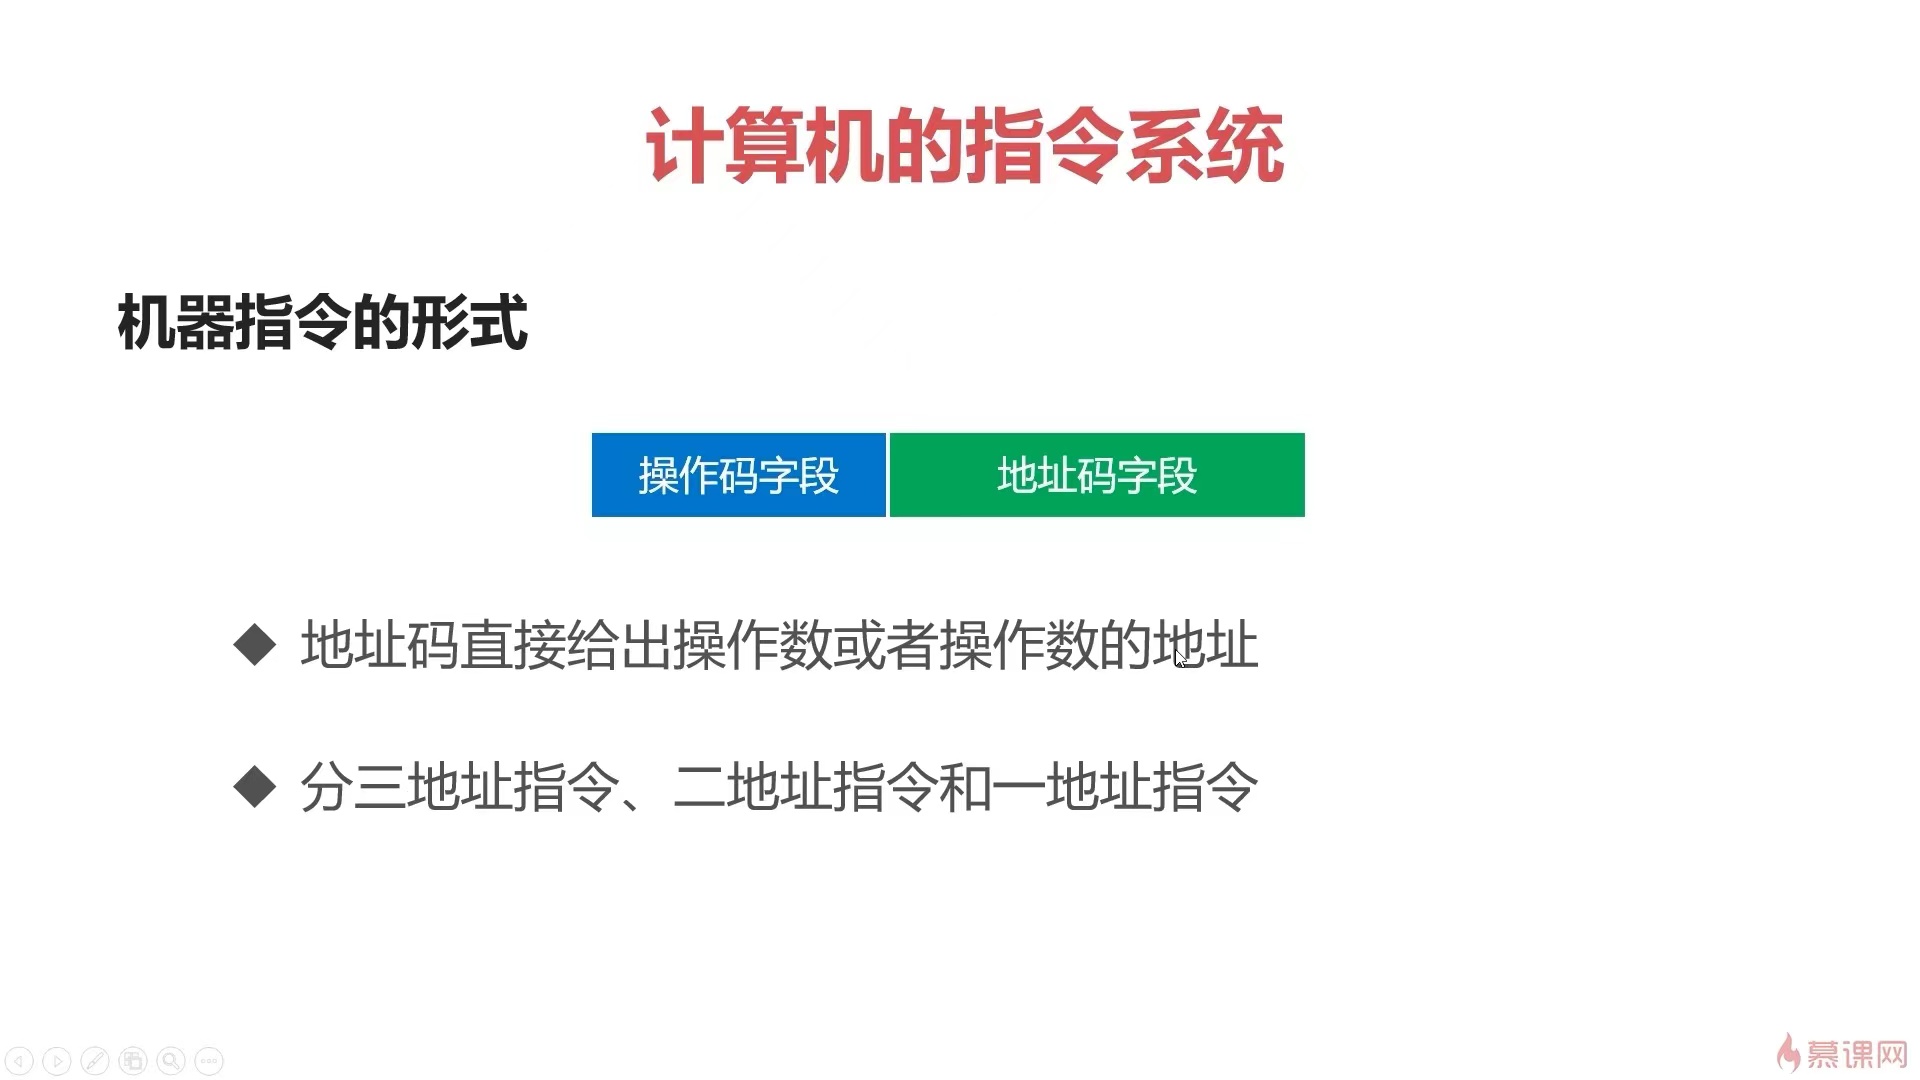 计算机的指令系统
机器指令的形式
操作码字段 地址码字段
◆ 地址码直接给出操作数或者操作数的地址
◆ 分三地址指令、二地址指令和一地址指令
慕课网